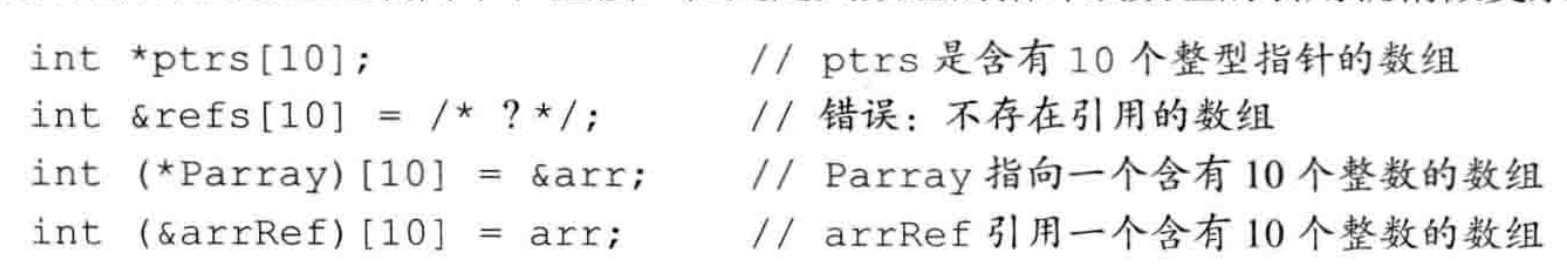 int *ptrs[10]; // ptrs 是含有 10 个整型指针的数组
int &refs[10] = /* ? */; // 错误：不存在引用的数组
int (*Parray)[10] = &arr; // Parray 指向一个含有 10 个整数的数组
int (&arrRef)[10] = arr; // arrRef 引用一个含有 10 个整数的数组